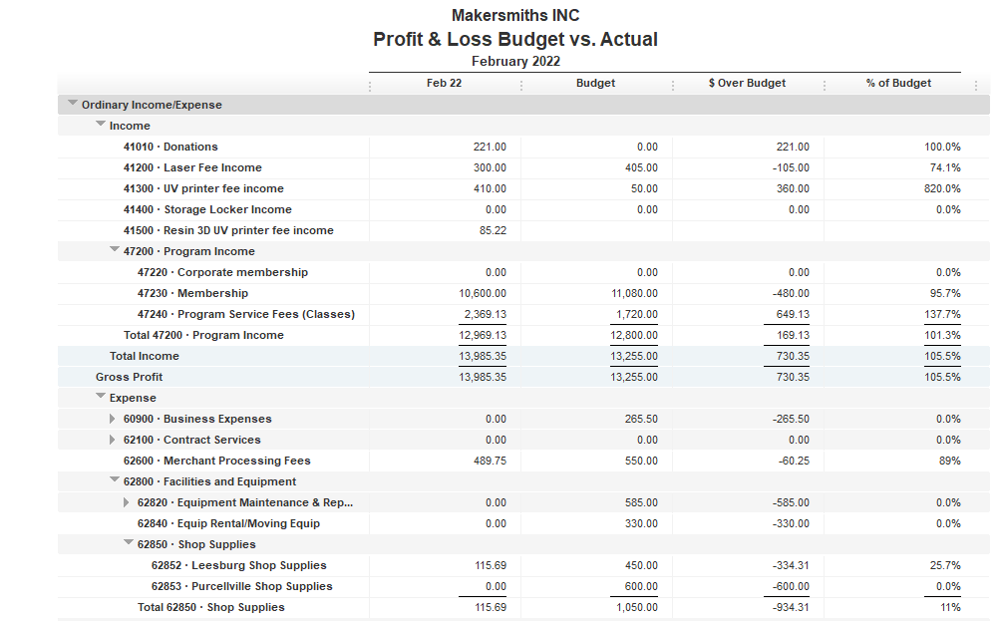 Makersmiths INC
Profit & Loss Budget vs. Actual
February 2022
Feb 22 Budget $ Over Budget % of Budget
Ordinary Income/Expense
Income
41010 · Donations 221.00 0.00 221.00 100.0%
41200 · Laser Fee Income 300.00 405.00 -105.00 74.1%
41300 · UV printer fee income 410.00 50.00 360.00 820.0%
41400 · Storage Locker Income 0.00 0.00 0.00 0.0%
41500 · Resin 3D UV printer fee income 85.22
47200 · Program Income
47220 · Corporate membership 0.00 0.00 0.00 0.0%
47230 · Membership 10,600.00 11,080.00 -480.00 95.7%
47240 · Program Service Fees (Classes) 2,369.13 1,720.00 649.13 137.7%
Total 47200 · Program Income 12,969.13 12,800.00 169.13 101.3%
Total Income 13,985.35 13,255.00 730.35 105.5%
Gross Profit 13,985.35 13,255.00 730.35 105.5%
Expense
60900 · Business Expenses 0.00 265.50 -265.50 0.0%
62100 · Contract Services 0.00 0.00 0.00 0.0%
62600 · Merchant Processing Fees 489.75 550.00 -60.25 89%
62800 · Facilities and Equipment
62820 · Equipment Maintenance & Rep... 0.00 585.00 -585.00 0.0%
62840 · Equip Rental/Moving Equip 0.00 330.00 -330.00 0.0%
62850 · Shop Supplies
62852 · Leesburg Shop Supplies 115.69 450.00 -334.31 25.7%
62853 · Purcellville Shop Supplies 0.00 600.00 -600.00 0.0%
Total 62850 · Shop Supplies 115.69 1,050.00 -934.31 11%